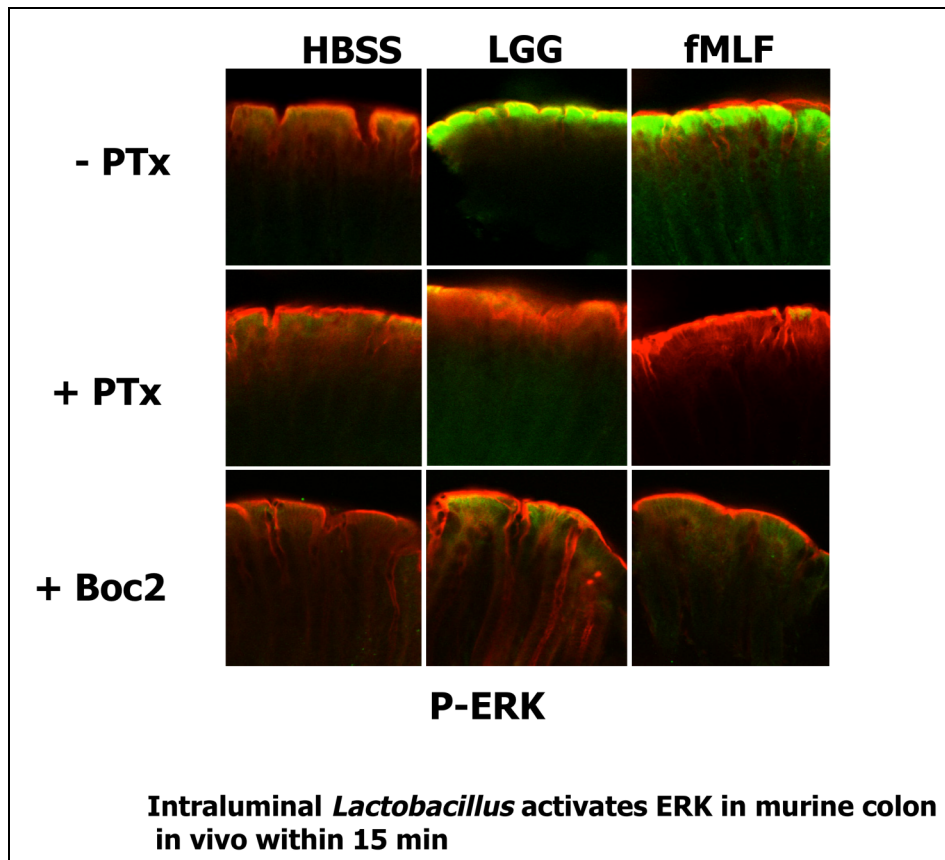 HBSS LGG fMLF
- PTx
+ PTx
+ Boc2
P-ERK
Intraluminal Lactobacillus activates ERK in murine colon
in vivo within 15 min